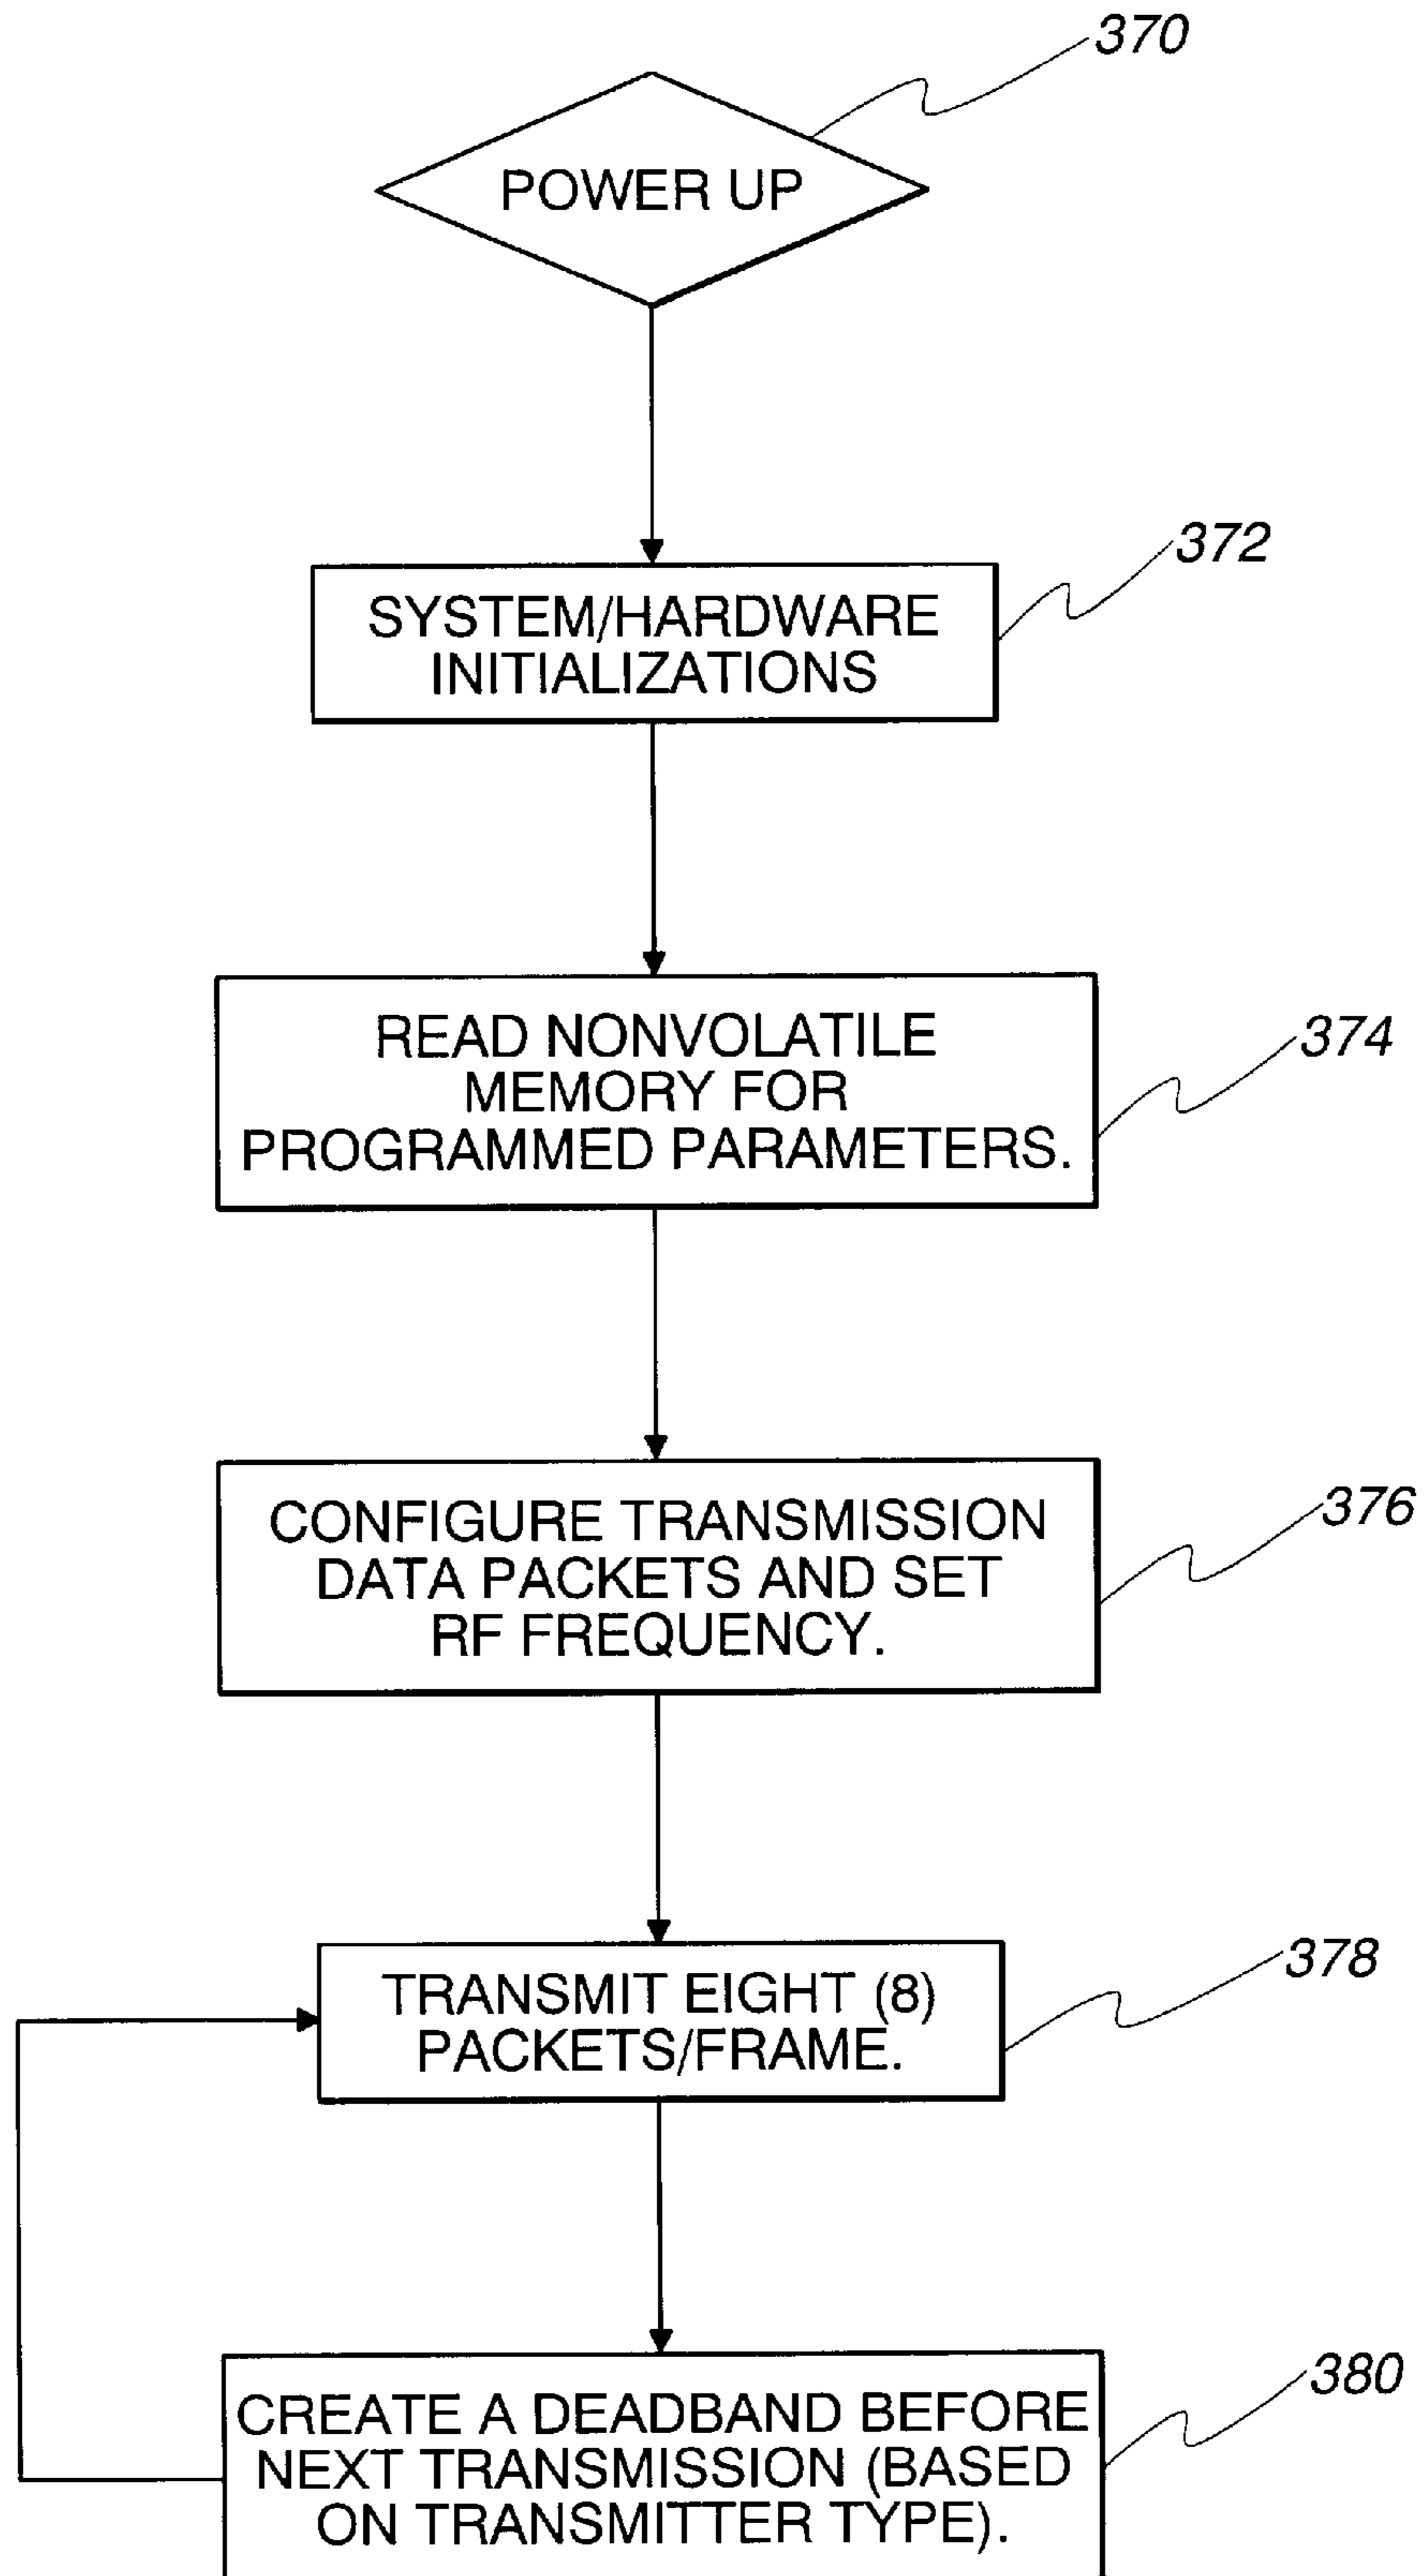 370
POWER UP
372
SYSTEM/HARDWARE
INITIALIZATIONS
374
READ NONVOLATILE
MEMORY FOR
PROGRAMMED PARAMETERS.
376
CONFIGURE TRANSMISSION
DATA PACKETS AND SET
RF FREQUENCY.
378
TRANSMIT EIGHT (8)
PACKETS/FRAME.
380
CREATE A DEADBAND BEFORE
NEXT TRANSMISSION (BASED
ON TRANSMITTER TYPE).